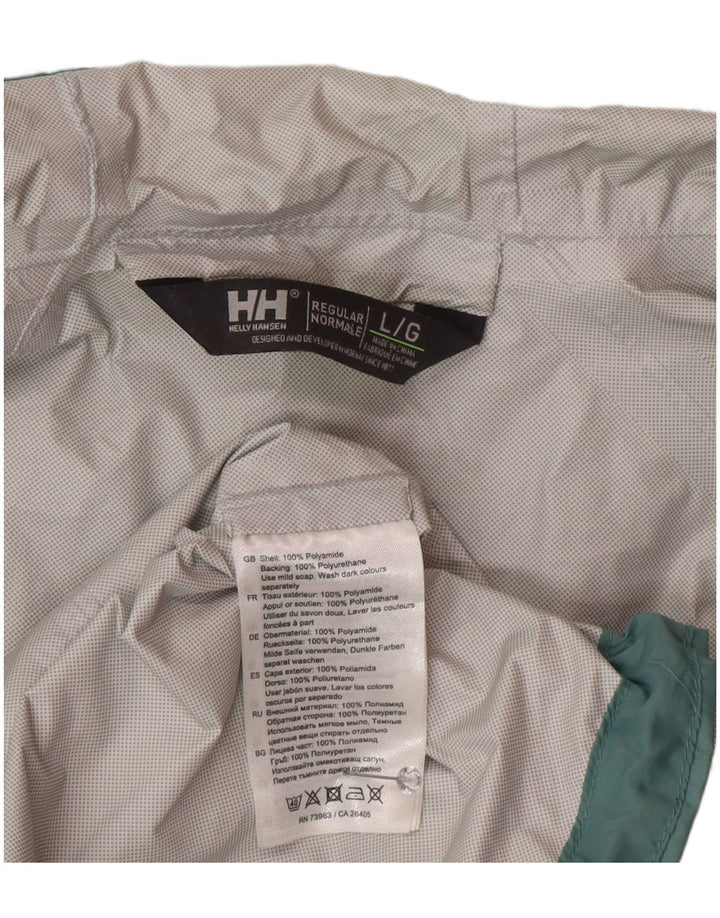 HH®
HELLY HANSEN
REGULAR
NORMALE
L/G
MADE IN CHINA
FABRIQUE EN CHINE
DESIGNED AND DEVELOPED IN NORWAY SINCE 1877
GB Shell: 100% Polyamide
Backing: 100% Polyurethane
Use mild soap, Wash dark colours
separately
FR Tissu extérieur: 100% Polyamide
Appui or soutien: 100% Polyuréthane
Utiliser du savon doux, Laver les couleurs
foncées à part
DE Obermaterial: 100% Polyamide
Rueckseite: 100% Polyurethan
Milde Seife verwenden, Dunkle Farben
separat waschen
ES Capa exterior: 100% Poliamida
Dorso: 100% Poliuretano
Usar jabón suave, Lavar los colores
oscuros por separado
RU Внешний материал: 100% Полиамид
Обратная сторона: 100% Полиуретан
Использовать мягкое мыло, Темные
цветные вещи стирать отдельно
BG Лицева част: 100% Полиамид
Гръб: 100% Полиуретан
Използвайте омекотяващ сапун,
Перете тъмните дрехи отделно
40
RN 73983 / CA 26405